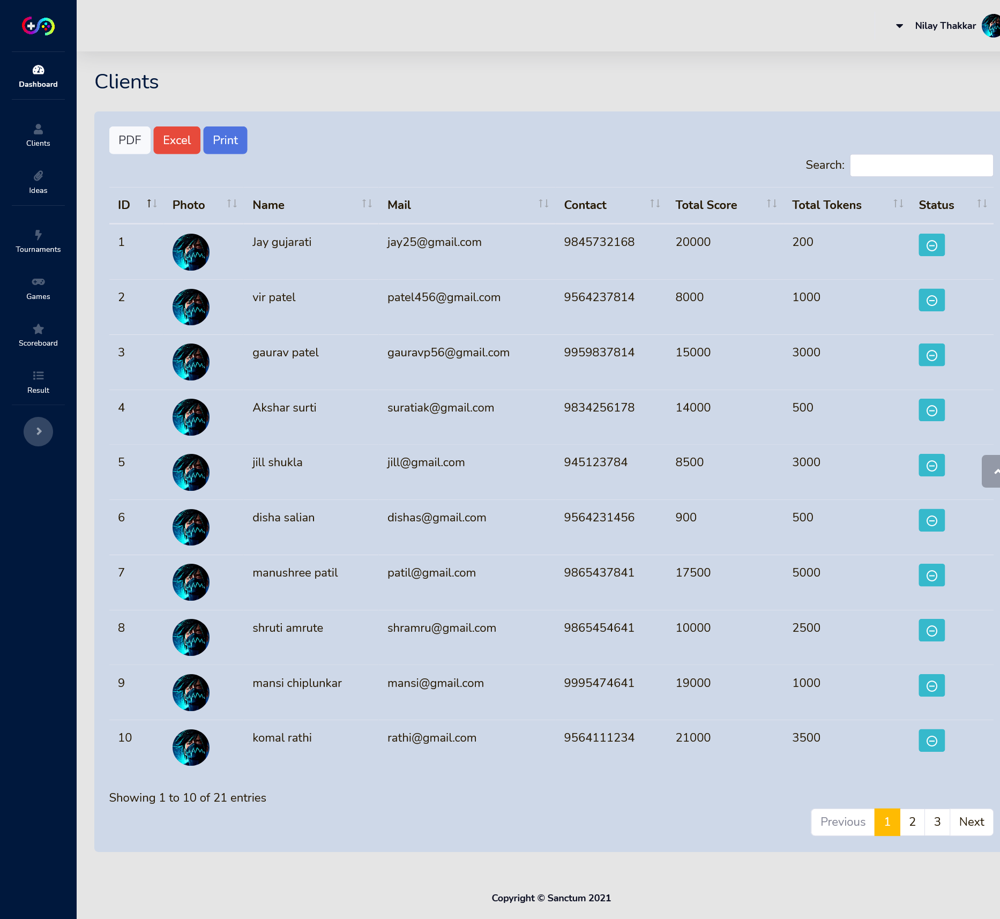 Nilay Thakkar
Dashboard
Clients
Ideas
Tournaments
Games
Scoreboard
Result
Clients
PDF Excel Print
Search:
ID Photo Name Mail Contact Total Score Total Tokens Status
1 Jay gujarati jay25@gmail.com 9845732168 20000 200
2 vir patel patel456@gmail.com 9564237814 8000 1000
3 gaurav patel gauravp56@gmail.com 9959837814 15000 3000
4 Akshar surti suratiak@gmail.com 9834256178 14000 500
5 jill shukla jill@gmail.com 945123784 8500 3000
6 disha salian dishas@gmail.com 9564231456 900 500
7 manushree patil patil@gmail.com 9865437841 17500 5000
8 shruti amrute shramru@gmail.com 9865454641 10000 2500
9 mansi chiplunkar mansi@gmail.com 9995474641 19000 1000
10 komal rathi rathi@gmail.com 9564111234 21000 3500
Showing 1 to 10 of 21 entries
Previous 1 2 3 Next
Copyright © Sanctum 2021